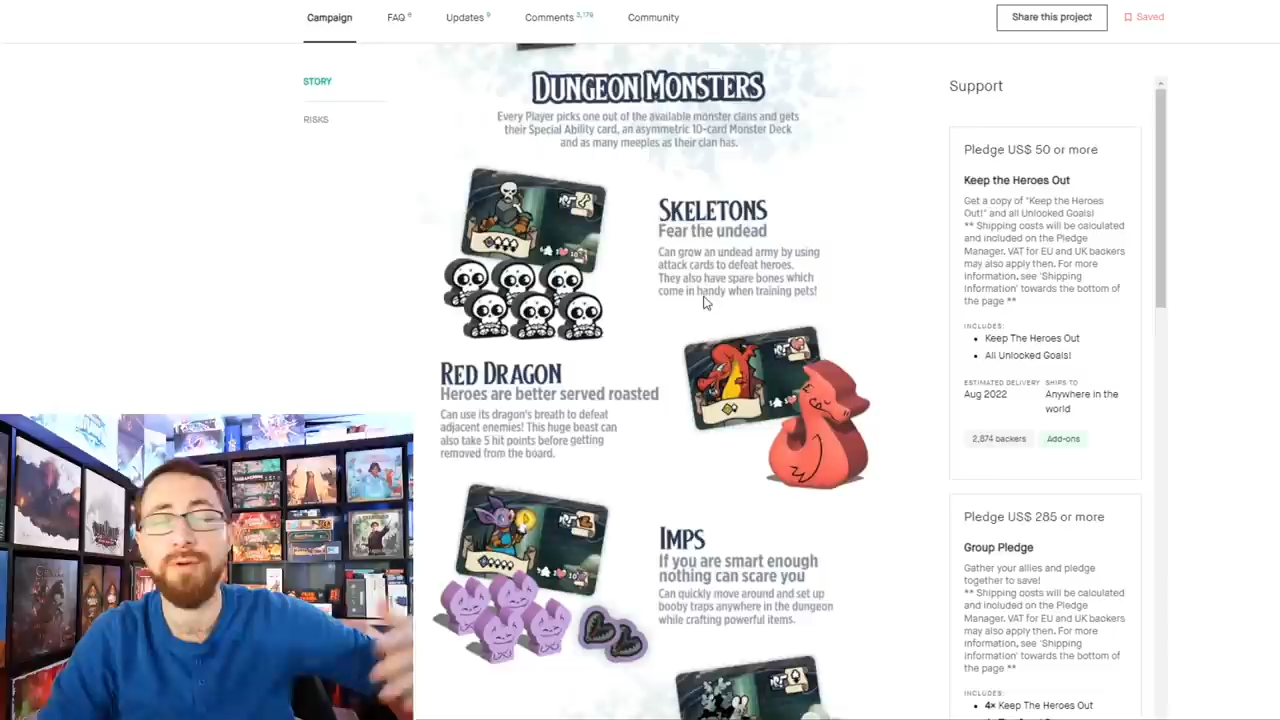 Campaign
FAQ 6
Updates 9
Comments 3,179
Community
Share this project
Saved
STORY
RISKS
DUNGEON MONSTERS
Every Player picks one out of the available monster clans and gets
their Special Ability card, an asymmetric 10-card Monster Deck
and as many meeples as their clan has.
SKELETONS
Fear the undead
Can grow an undead army by using
attack cards to defeat heroes.
They also have spare bones which
come in handy when training pets!
RED DRAGON
Heroes are better served roasted
Can use its dragon's breath to defeat
adjacent enemies! This huge beast can
also take 5 hit points before getting
removed from the board.
IMPS
If you are smart enough
nothing can scare you
Can quickly move around and set up
booby traps anywhere in the dungeon
while crafting powerful items.
Support
Pledge US$ 50 or more
Keep the Heroes Out
Get a copy of "Keep the Heroes
Out!" and all Unlocked Goals!
** Shipping costs will be calculated
and included on the Pledge
Manager. VAT for EU and UK backers
may also apply then. For more
information, see 'Shipping
Information' towards the bottom of
the page **
INCLUDES:
• Keep The Heroes Out
• All Unlocked Goals!
ESTIMATED DELIVERY
Aug 2022
SHIPS TO
Anywhere in the
world
2,874 backers
Add-ons
Pledge US$ 285 or more
Group Pledge
Gather your allies and pledge
together to save!
** Shipping costs will be calculated
and included on the Pledge
Manager. VAT for EU and UK backers
may also apply then. For more
information, see 'Shipping
Information' towards the bottom of
the page **
INCLUDES:
• 4× Keep The Heroes Out